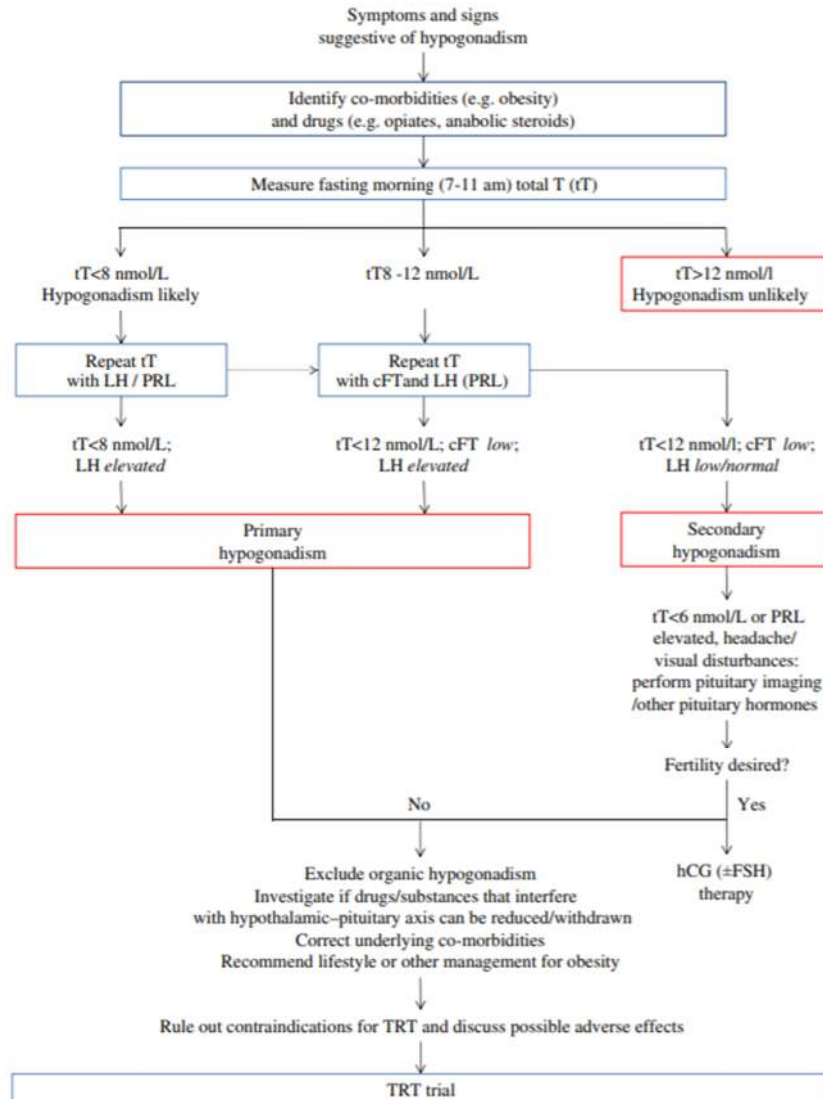 Symptoms and signs
suggestive of hypogonadism
Identify co-morbidities (e.g. obesity)
and drugs (e.g. opiates, anabolic steroids)
Measure fasting morning (7-11 am) total T (tT)
tT<8 nmol/L
Hypogonadism likely
tT8 -12 nmol/L
tT>12 nmol/l
Hypogonadism unlikely
Repeat tT
with LH / PRL
Repeat tT
with cFTand LH (PRL)
tT<8 nmol/L;
LH elevated
tT<12 nmol/L; cFT low;
LH elevated
tT<12 nmol/l; cFT low;
LH low/normal
Primary
hypogonadism
Secondary
hypogonadism
tT<6 nmol/L or PRL
elevated, headache/
visual disturbances:
perform pituitary imaging
/other pituitary hormones
Fertility desired?
No
Yes
Exclude organic hypogonadism
Investigate if drugs/substances that interfere
with hypothalamic–pituitary axis can be reduced/withdrawn
Correct underlying co-morbidities
Recommend lifestyle or other management for obesity
hCG (±FSH)
therapy
Rule out contraindications for TRT and discuss possible adverse effects
TRT trial